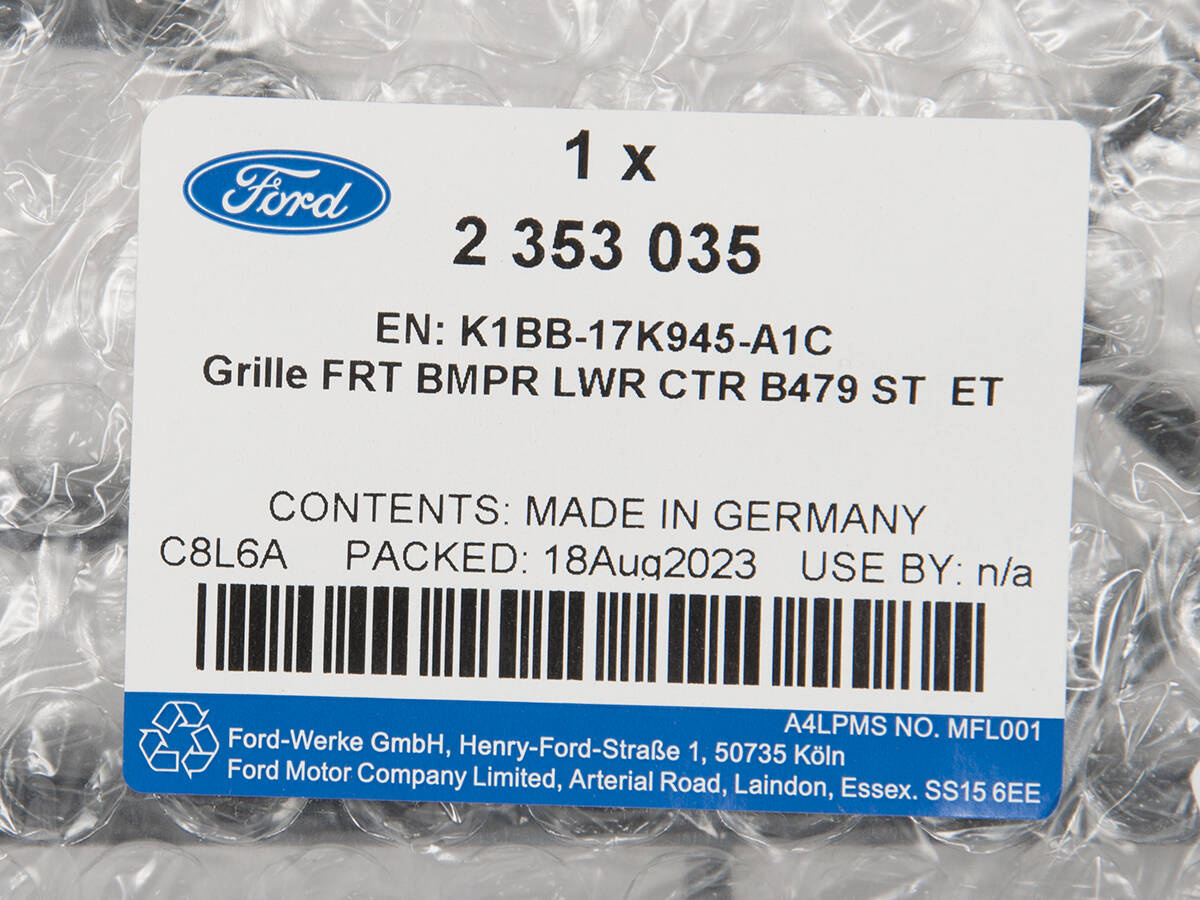 Ford
1 x
2 353 035
EN: K1BB-17K945-A1C
Grille FRT BMPR LWR CTR B479 ST ET
CONTENTS: MADE IN GERMANY
C8L6A PACKED: 18Aug2023 USE BY: n/a
A4LPMS NO. MFL001
Ford-Werke GmbH, Henry-Ford-Straße 1, 50735 Köln
Ford Motor Company Limited, Arterial Road, Laindon, Essex. SS15 6EE